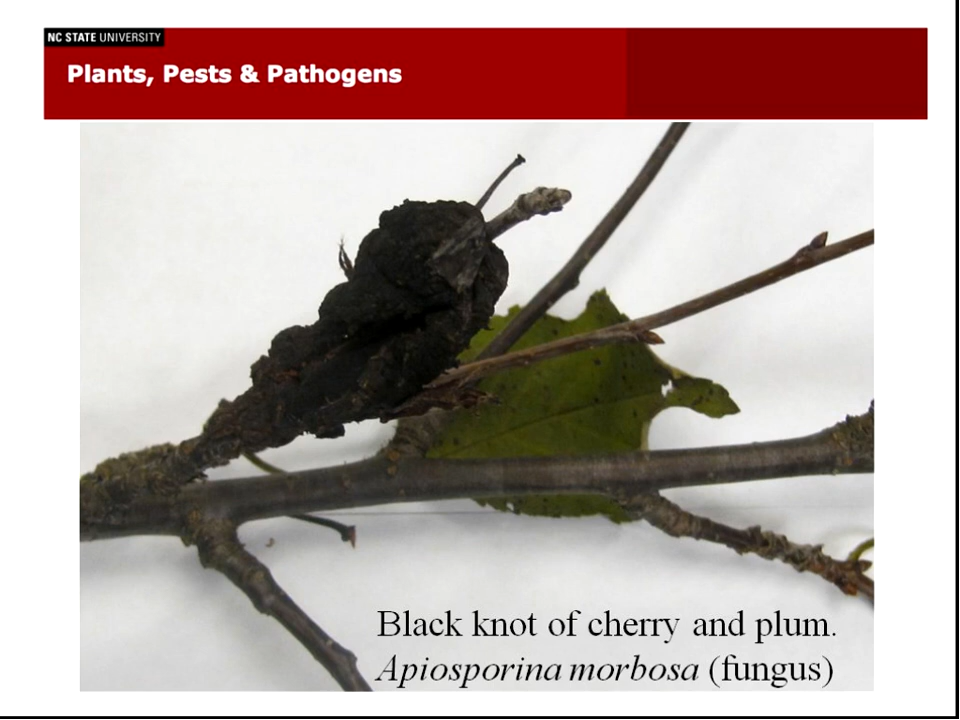 NC STATE UNIVERSITY
Plants, Pests & Pathogens
Black knot of cherry and plum.
Apiosporina morbosa (fungus)